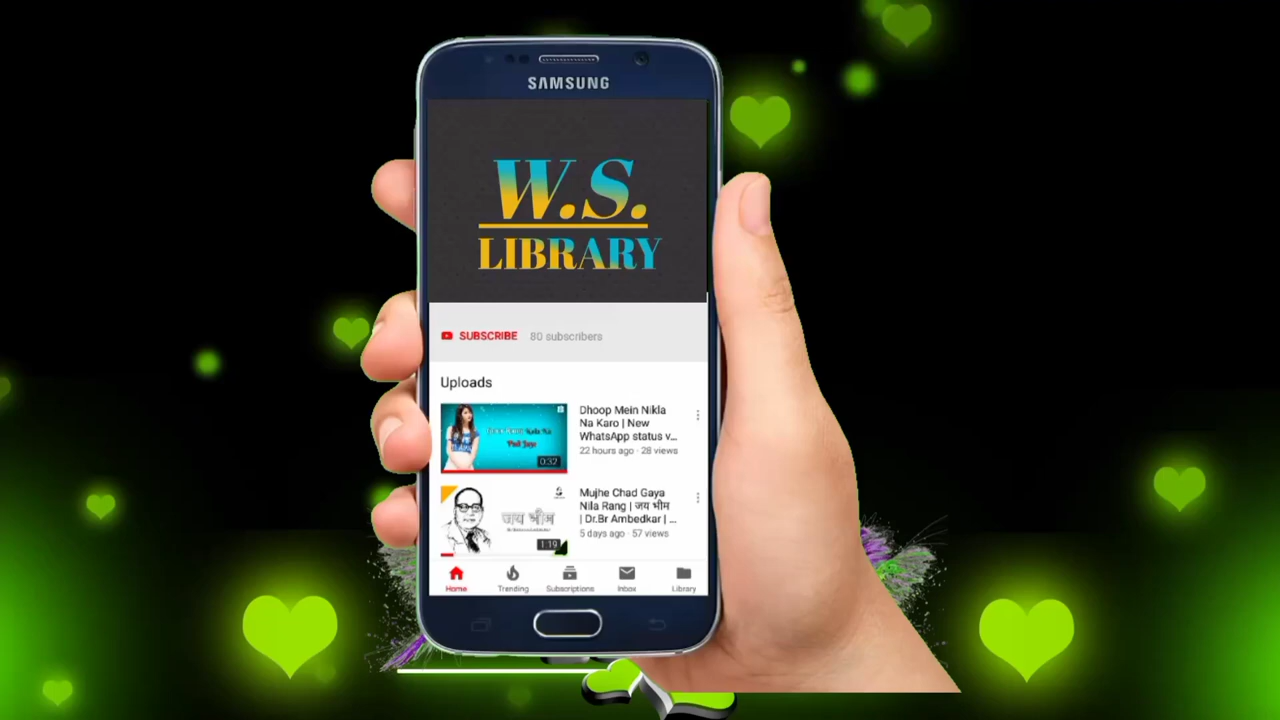 SAMSUNG
W.S.
LIBRARY
SUBSCRIBE 80 subscribers
Uploads
Dhoop Mein Nikla
Na Karo | New
WhatsApp status v...
22 hours ago · 28 views
0:32
Mujhe Chad Gaya
Nila Rang | जय भीम
| Dr.Br Ambedkar | ...
5 days ago · 57 views
जय भीम
1:19
Home
Trending
Subscriptions
Inbox
Library